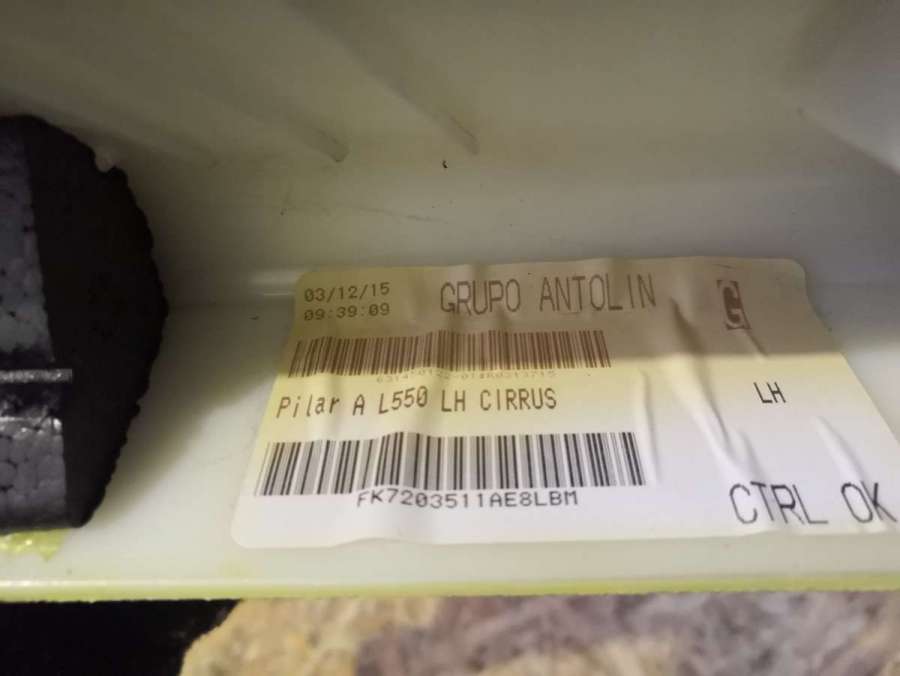 03/12/15
09:39:09
GRUPO ANTOLIN
G
Pilar A L550 LH CIRRUS
LH
FK7203511AE8LBM
CTRL OK